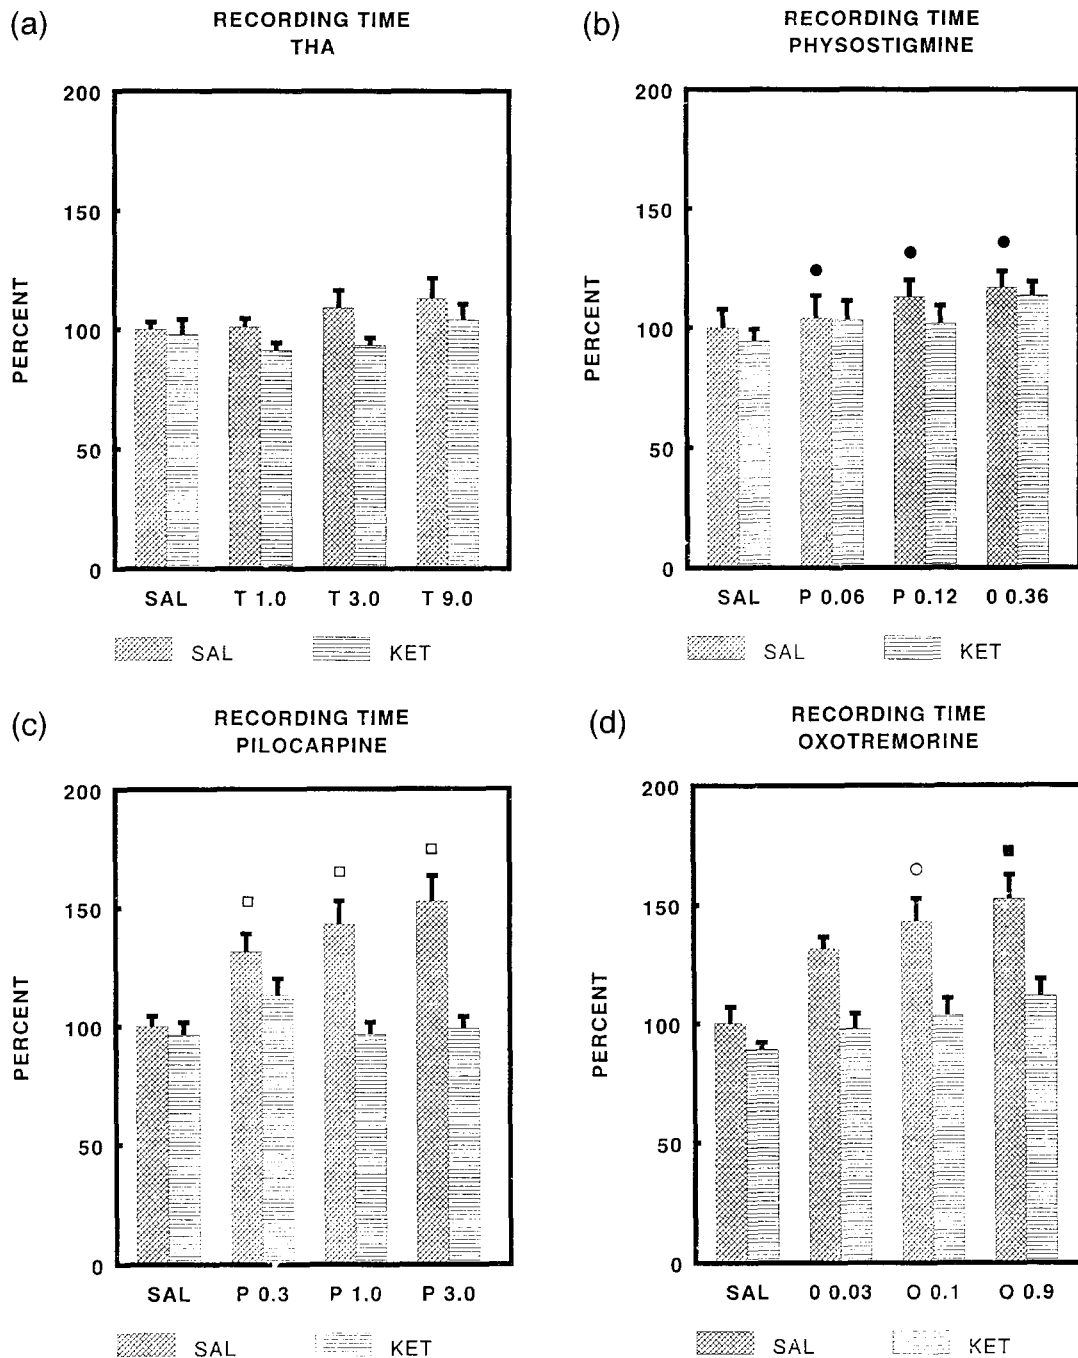 (a)
RECORDING TIME
THA
200
150
100
50
0
PERCENT
SAL T 1.0 T 3.0 T 9.0
SAL KET
(b)
RECORDING TIME
PHYSOSTIGMINE
200
150
100
50
0
PERCENT
SAL P 0.06 P 0.12 0 0.36
SAL KET
(c)
RECORDING TIME
PILOCARPINE
200
150
100
50
0
PERCENT
SAL P 0.3 P 1.0 P 3.0
SAL KET
(d)
RECORDING TIME
OXOTREMORINE
200
150
100
50
0
PERCENT
SAL 0 0.03 O 0.1 O 0.9
SAL KET